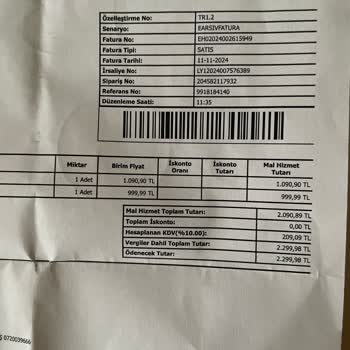 Özelleştirme No: TR1.2
Senaryo: EARSIVFATURA
Fatura No: EH02024002615949
Fatura Tipi: SATIS
Fatura Tarihi: 11-11-2024
İrsaliye No: LY12024007576389
Sipariş No: 20458217932
Referans No: 9918184140
Düzenleme Saati: 11:35
Miktar Birim Fiyat İskonto Oranı İskonto Tutarı Mal Hizmet Tutarı
1 Adet 1.090,90 TL 1.090,90 TL
1 Adet 999,99 TL 999,99 TL
Mal Hizmet Toplam Tutarı: 2.090,89 TL
Toplam İskonto: 0,00 TL
Hesaplanan KDV(%10.00): 209,09 TL
Vergiler Dahil Toplam Tutar: 2.299,98 TL
Ödenecek Tutar: 2.299,98 TL
0720039666